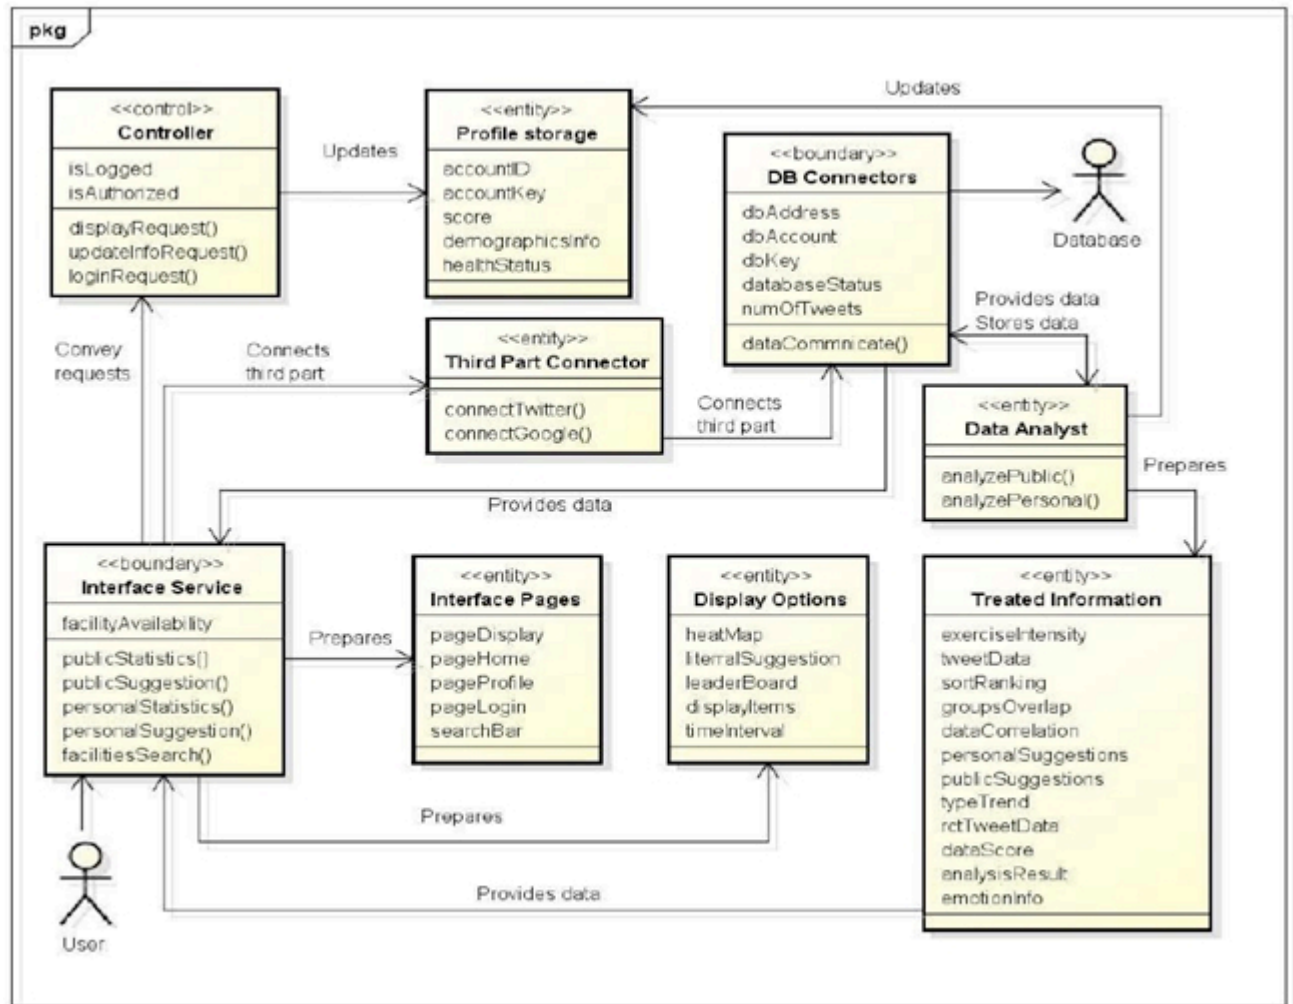 pkg
<<control>>
Controller
isLogged
isAuthorized
displayRequest()
updateInfoRequest()
loginRequest()
Updates
<<entity>>
Profile storage
accountID
accountKey
score
demographicsInfo
healthStatus
Updates
<<boundary>>
DB Connectors
dbAddress
dbAccount
dbKey
databaseStatus
numOfTweets
dataCommnicate()
Database
Provides data
Stores data
Convey
requests
Connects
third part
<<entity>>
Third Part Connector
connectTwitter()
connectGoogle()
Connects
third part
<<entity>>
Data Analyst
analyzePublic()
analyzePersonal()
Prepares
Provides data
<<boundary>>
Interface Service
facilityAvailability
publicStatistics()
publicSuggestion()
personalStatistics()
personalSuggestion()
facilitiesSearch()
Prepares
<<entity>>
Interface Pages
pageDisplay
pageHome
pageProfile
pageLogin
searchBar
<<entity>>
Display Options
heatMap
literralSuggestion
leaderBoard
displayItems
timeInterval
<<entity>>
Treated Information
exerciseIntensity
tweetData
sortRanking
groupsOverlap
dataCorrelation
personalSuggestions
publicSuggestions
typeTrend
rctTweetData
dataScore
analysisResult
emotionInfo
Prepares
Provides data
User